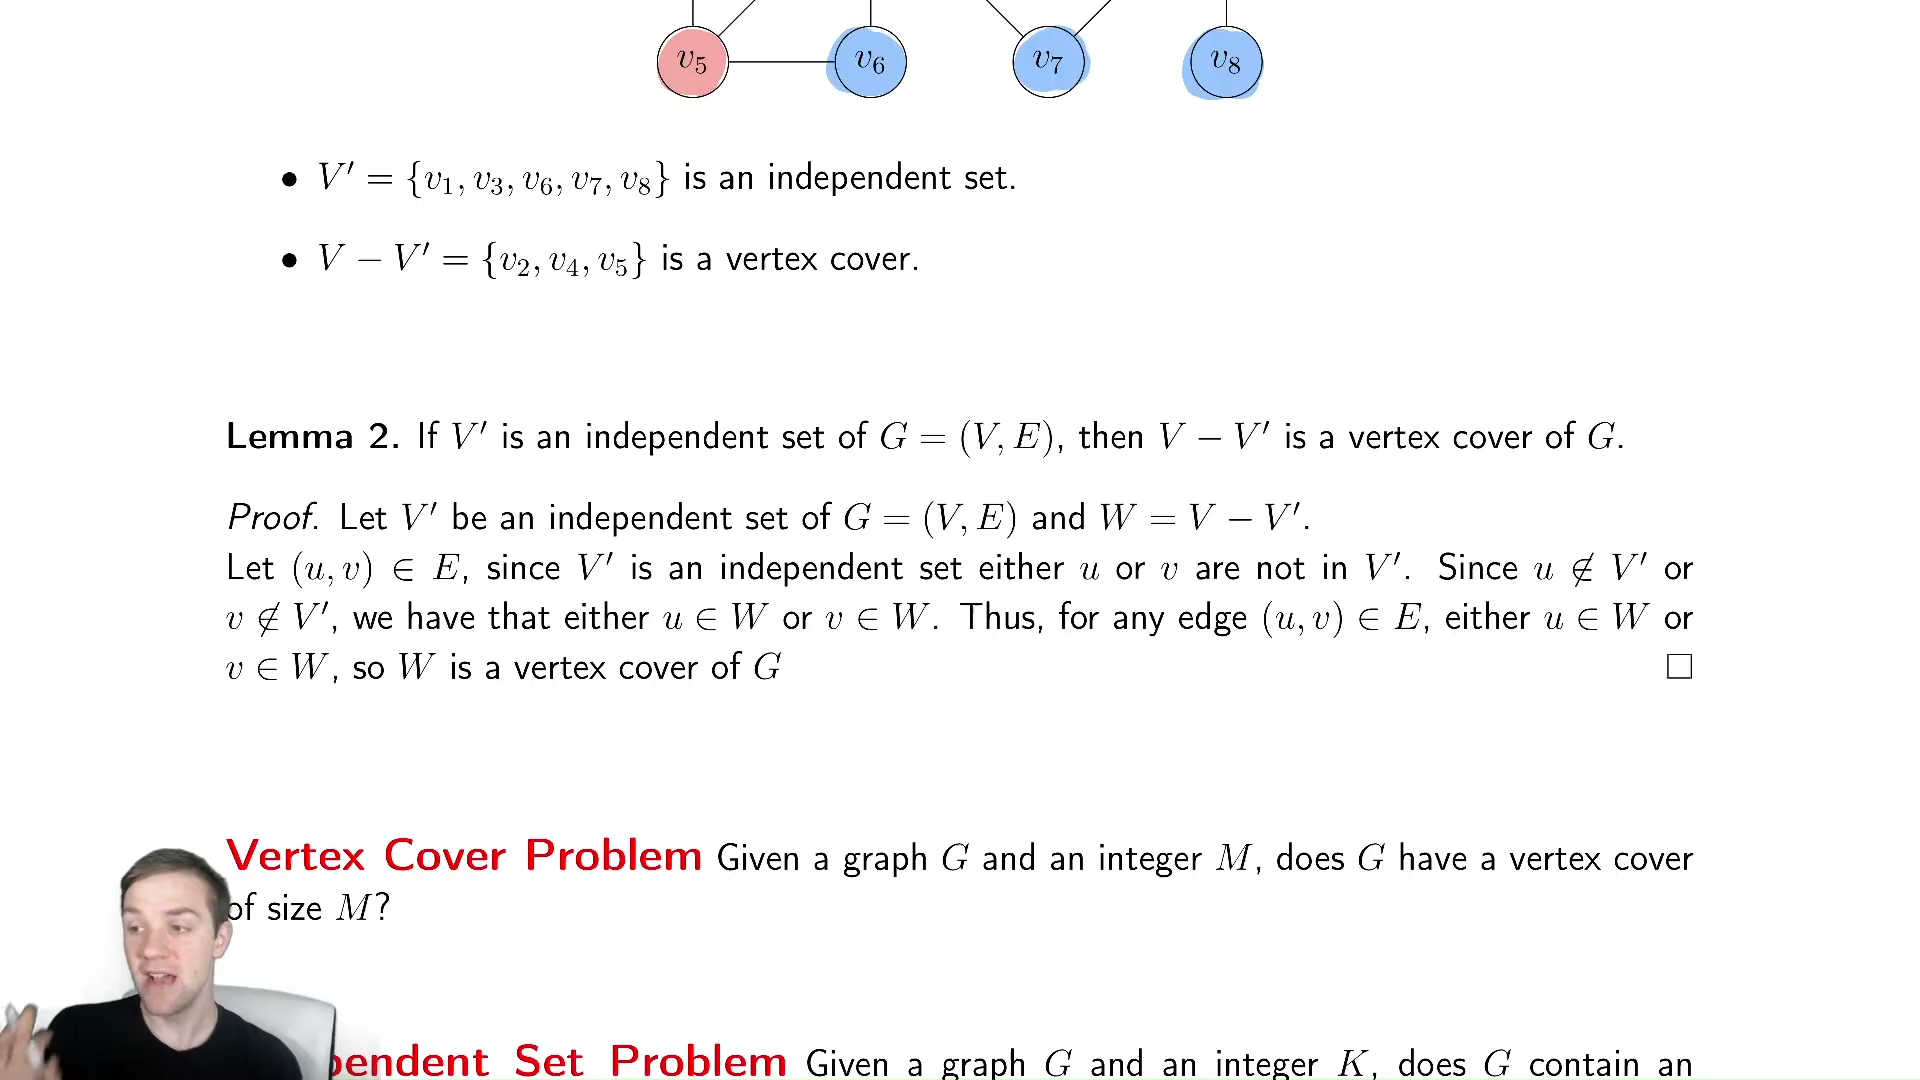 v₅ v₆ v₇ v₈
• V′ = {v₁, v₃, v₆, v₇, v₈} is an independent set.
• V − V′ = {v₂, v₄, v₅} is a vertex cover.
Lemma 2. If V′ is an independent set of G = (V, E), then V − V′ is a vertex cover of G.
Proof. Let V′ be an independent set of G = (V, E) and W = V − V′.
Let (u, v) ∈ E, since V′ is an independent set either u or v are not in V′. Since u ∉ V′ or
v ∉ V′, we have that either u ∈ W or v ∈ W. Thus, for any edge (u, v) ∈ E, either u ∈ W or
v ∈ W, so W is a vertex cover of G □
Vertex Cover Problem Given a graph G and an integer M, does G have a vertex cover
of size M?
pendent Set Problem Given a graph G and an integer K, does G contain an